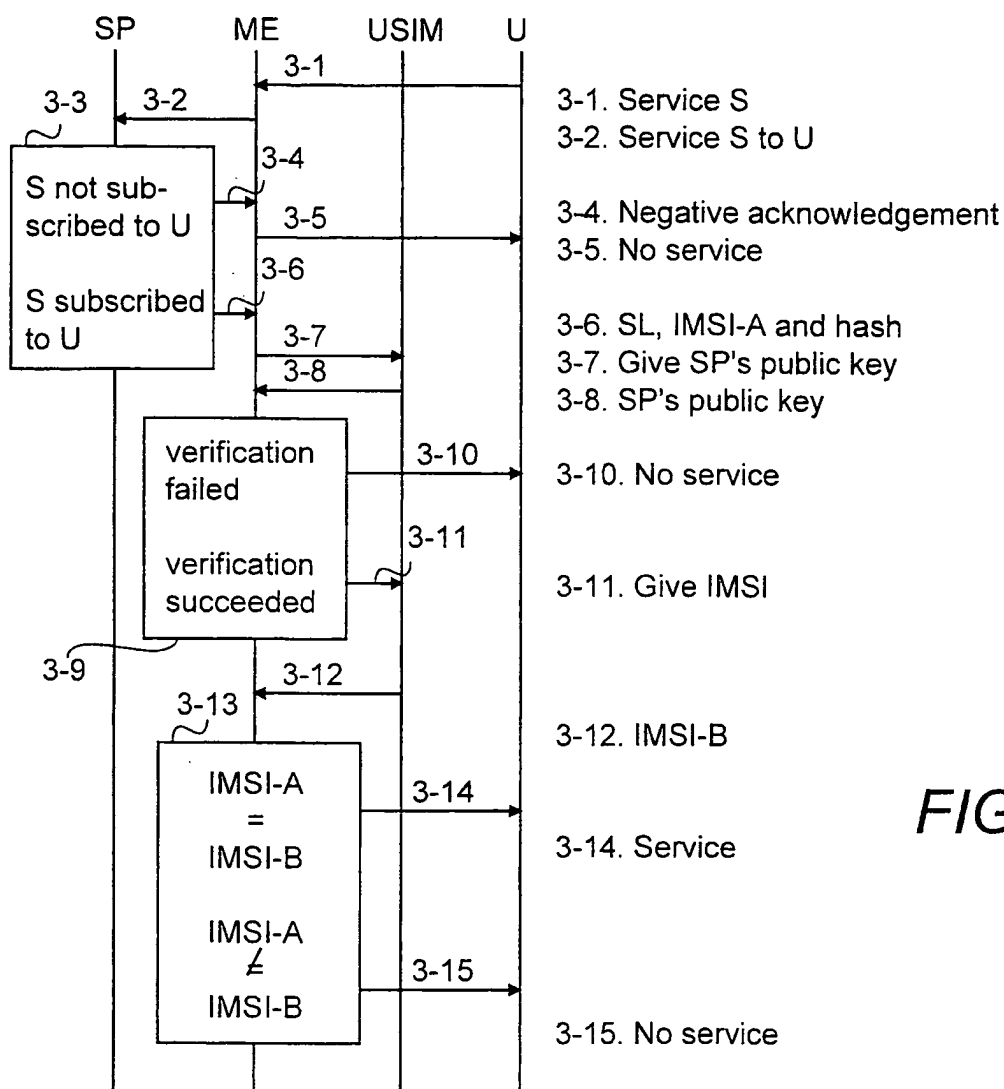 SP ME USIM U
3-1
3-2
3-3
3-4
S not sub-
scribed to U
3-5
3-6
S subscribed
to U
3-7
3-8
verification
failed
3-10
3-11
verification
succeeded
3-9
3-12
3-13
IMSI-A
=
IMSI-B
3-14
IMSI-A
≠
IMSI-B
3-15
3-1. Service S
3-2. Service S to U
3-4. Negative acknowledgement
3-5. No service
3-6. SL, IMSI-A and hash
3-7. Give SP's public key
3-8. SP's public key
3-10. No service
3-11. Give IMSI
3-12. IMSI-B
3-14. Service
3-15. No service
FIG